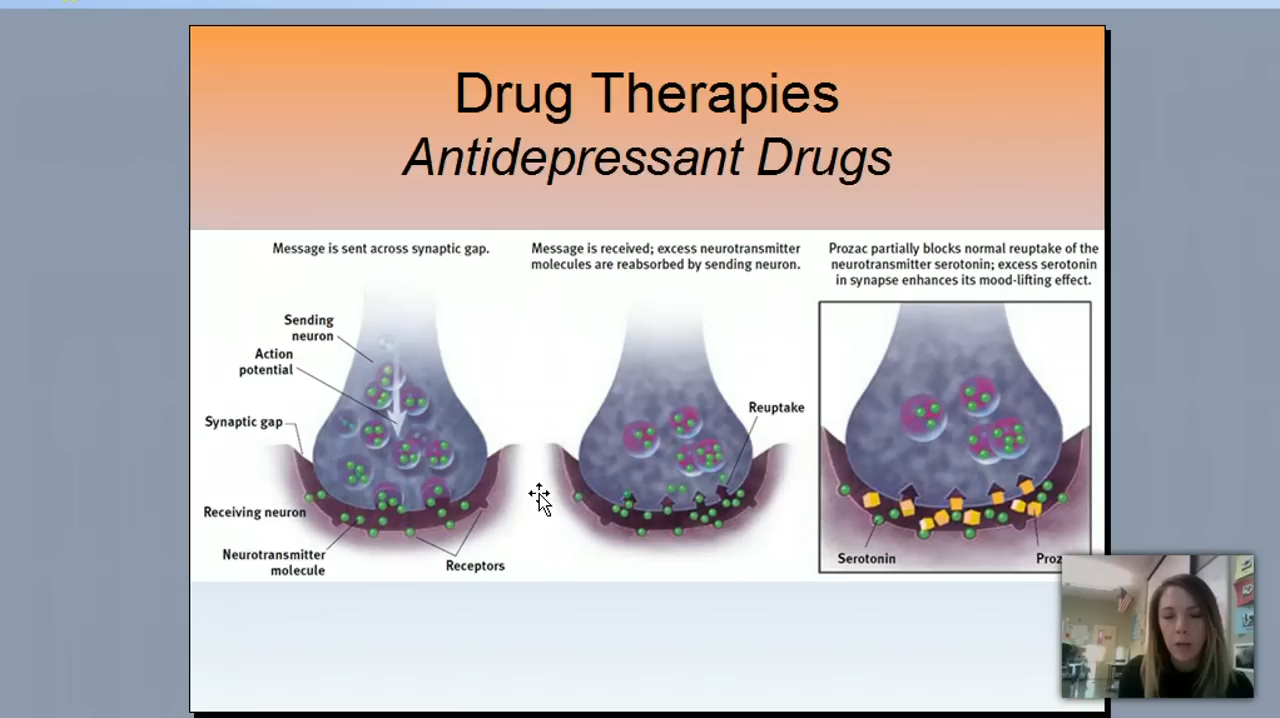 Drug Therapies
Antidepressant Drugs
Message is sent across synaptic gap.
Sending
neuron
Action
potential
Synaptic gap
Receiving neuron
Neurotransmitter
molecule
Receptors
Message is received; excess neurotransmitter
molecules are reabsorbed by sending neuron.
Reuptake
Prozac partially blocks normal reuptake of the
neurotransmitter serotonin; excess serotonin
in synapse enhances its mood-lifting effect.
Serotonin